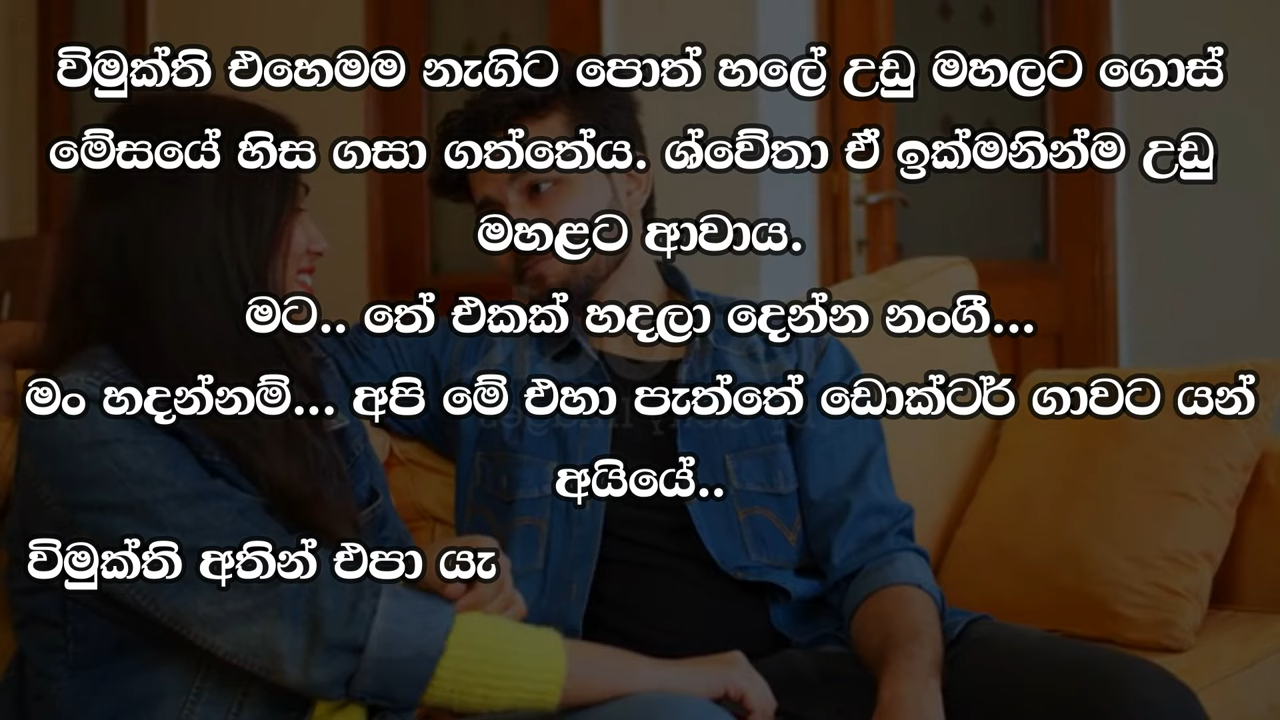 විමුක්ති එහෙමම නැගිට පොත් හලේ උඩු මහලට ගොස්
මේසයේ හිස ගසා ගත්තේය. ශ්වේතා ඒ ඉක්මනින්ම උඩු
මහළට ආවාය.
මට.. තේ එකක් හදලා දෙන්න නංගී...
මං හදන්නම්... අපි මේ එහා පැත්තේ ඩොක්ටර් ගාවට යන්
අයියේ..
විමුක්ති අතින් එපා යැ